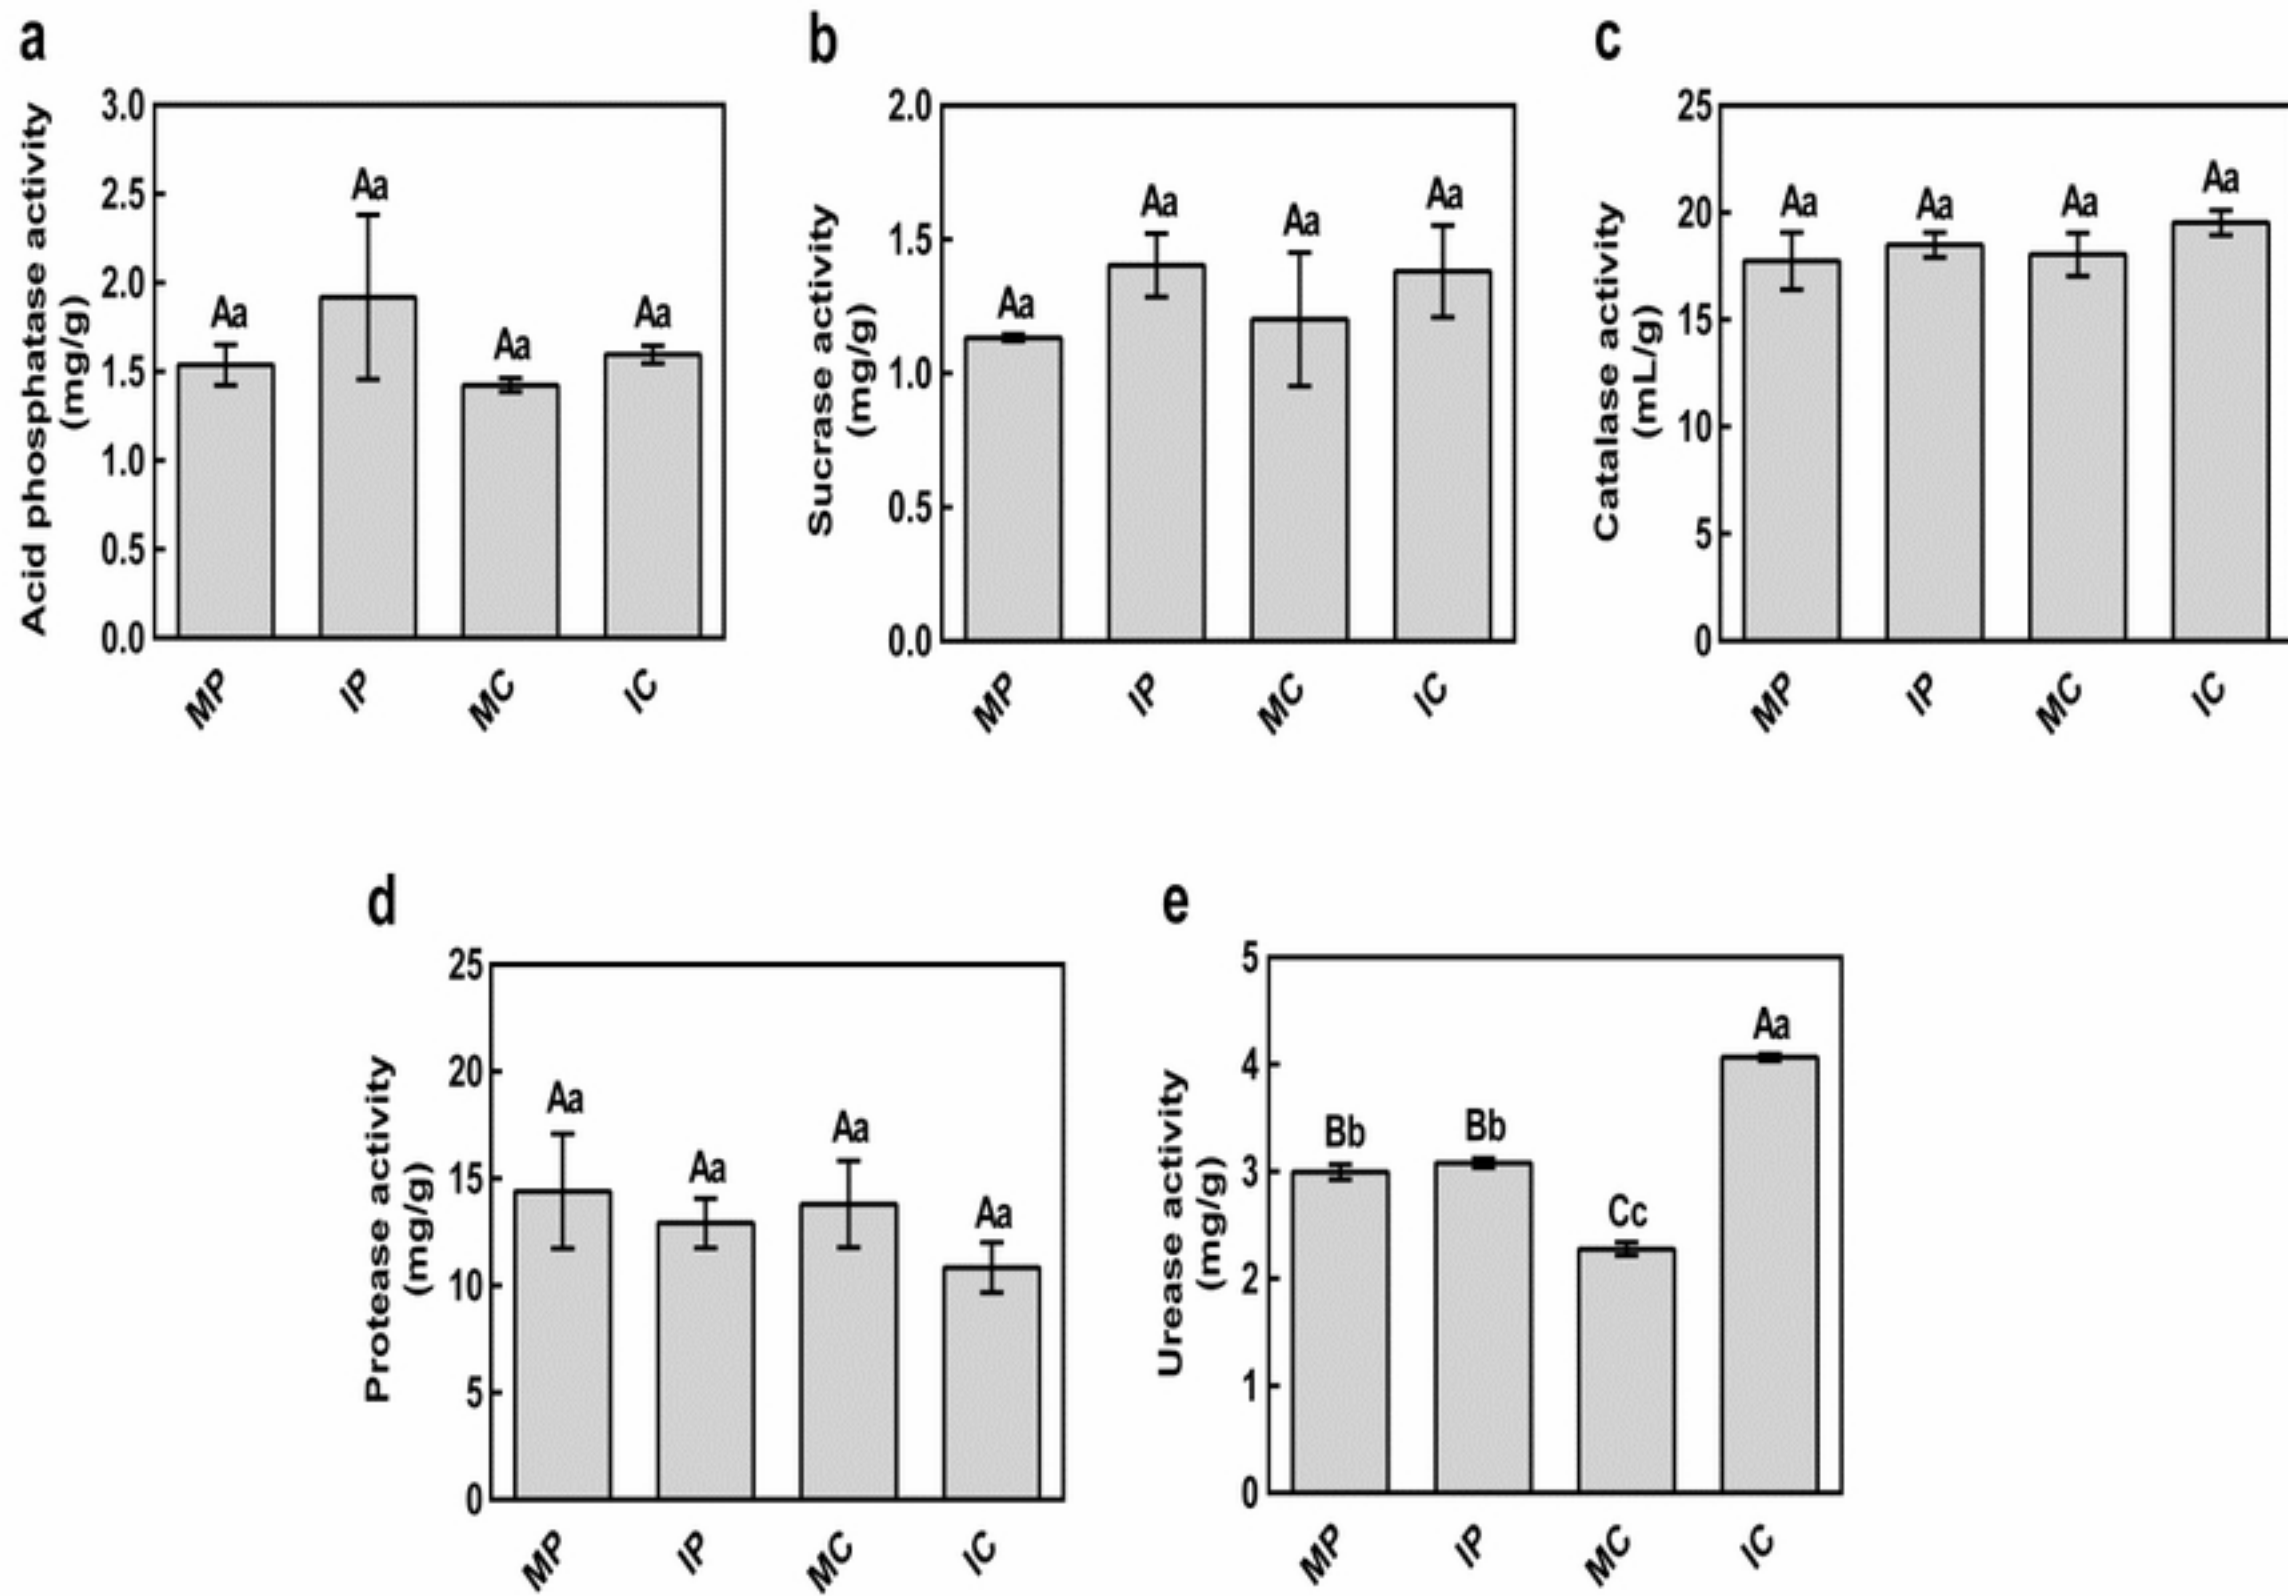 a
Acid phosphatase activity
(mg/g)
3.0
2.5
2.0
1.5
1.0
0.5
0.0
Aa
Aa
Aa
Aa
MP
IP
MC
IC
b
Sucrase activity
(mg/g)
2.0
1.5
1.0
0.5
0.0
Aa
Aa
Aa
Aa
MP
IP
MC
IC
c
Catalase activity
(mL/g)
25
20
15
10
5
0
Aa
Aa
Aa
Aa
MP
IP
MC
IC
d
Protease activity
(mg/g)
25
20
15
10
5
0
Aa
Aa
Aa
Aa
MP
IP
MC
IC
e
Urease activity
(mg/g)
5
4
3
2
1
0
Bb
Bb
Cc
Aa
MP
IP
MC
IC